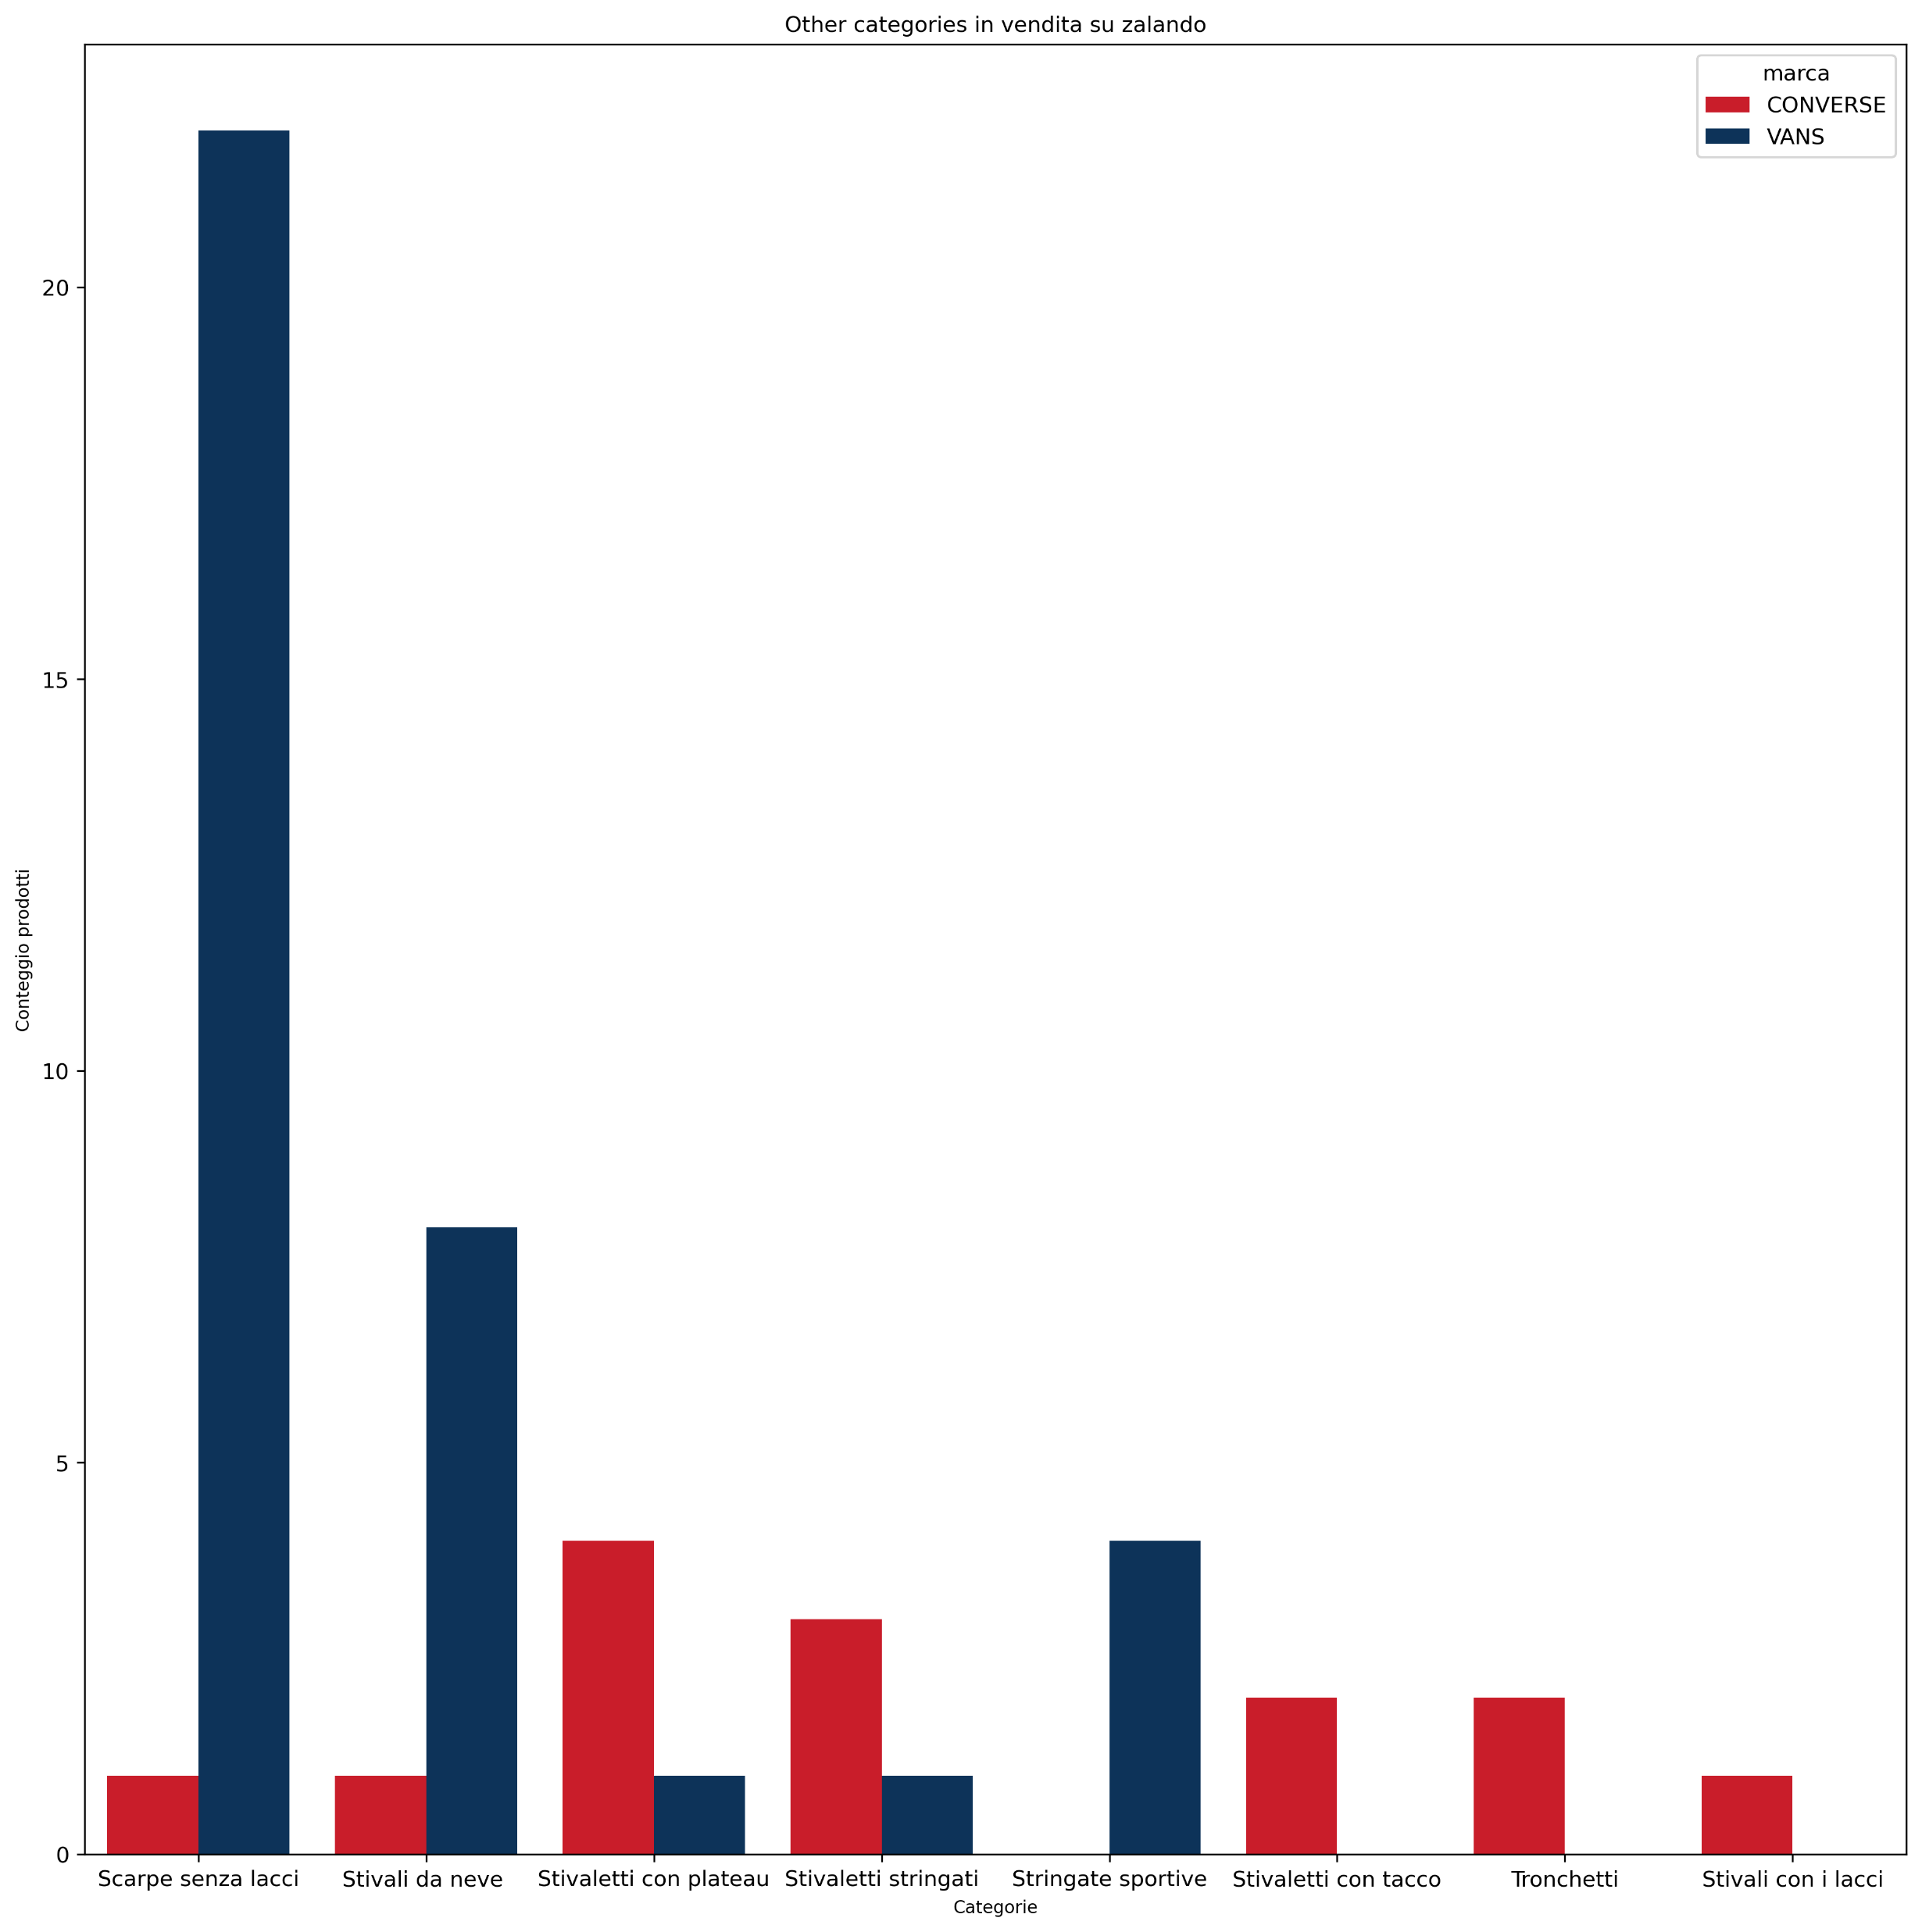 Other categories in vendita su zalando
marca
CONVERSE
VANS
20
15
10
5
0
Conteggio prodotti
Scarpe senza lacci
Stivali da neve
Stivaletti con plateau
Stivaletti stringati
Stringate sportive
Stivaletti con tacco
Tronchetti
Stivali con i lacci
Categorie